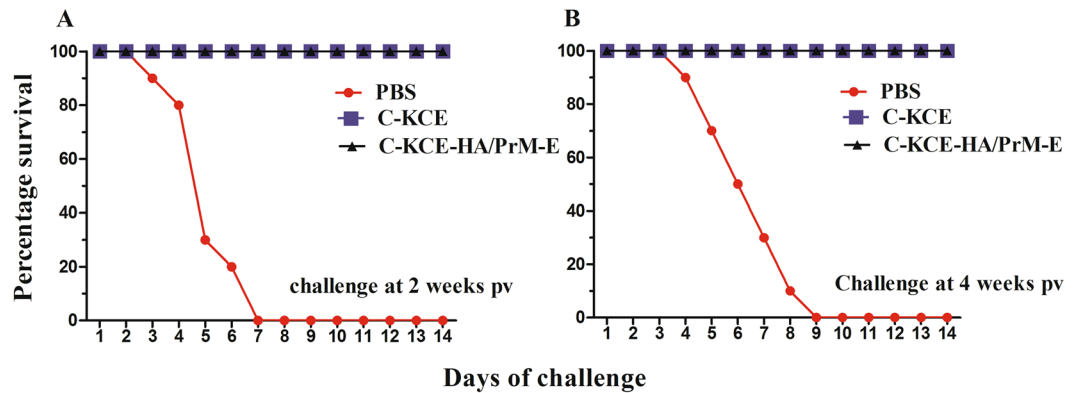 A
Percentage survival
100
80
60
40
20
0
PBS
C-KCE
C-KCE-HA/PrM-E
challenge at 2 weeks pv
1 2 3 4 5 6 7 8 9 10 11 12 13 14
B
100
80
60
40
20
0
PBS
C-KCE
C-KCE-HA/PrM-E
Challenge at 4 weeks pv
1 2 3 4 5 6 7 8 9 10 11 12 13 14
Days of challenge